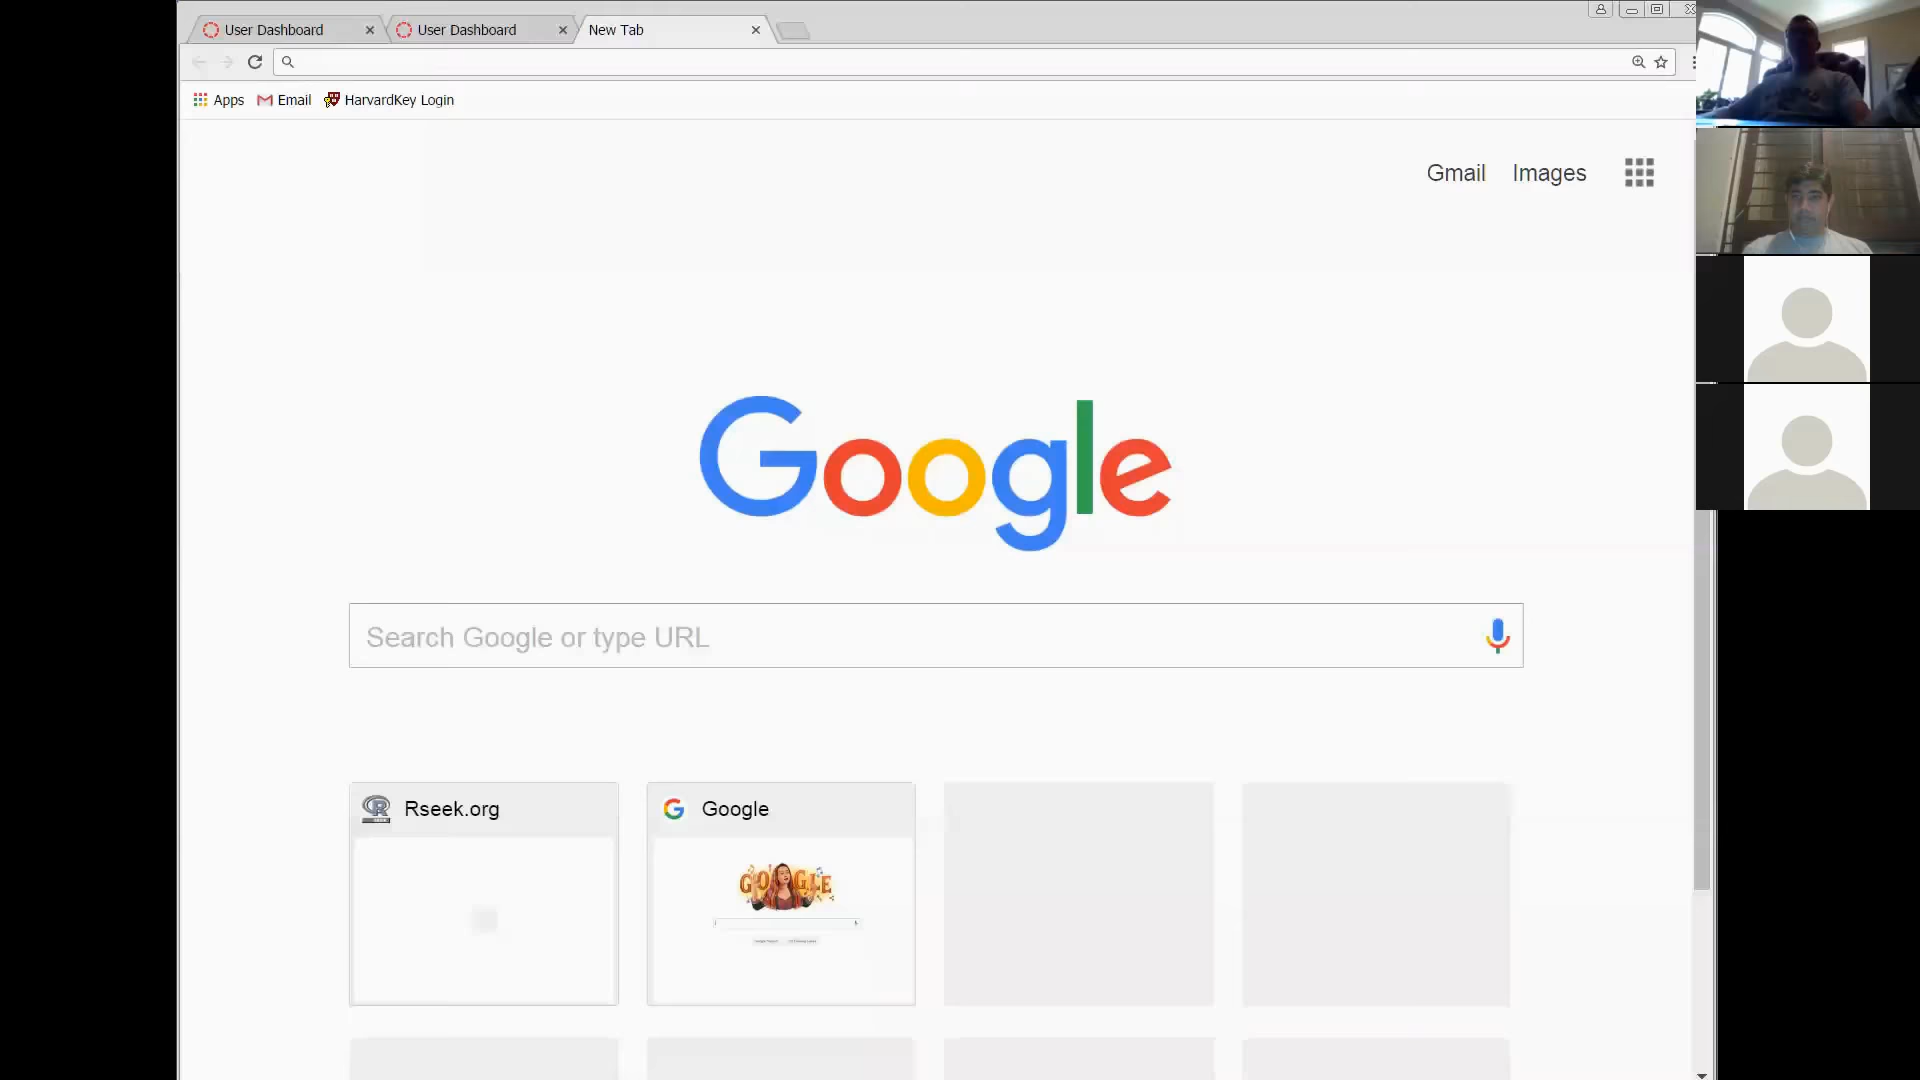 User Dashboard
User Dashboard
New Tab
Apps
Email
HarvardKey Login
Gmail
Images
Google
Search Google or type URL
Rseek.org
Google
GOOGLE